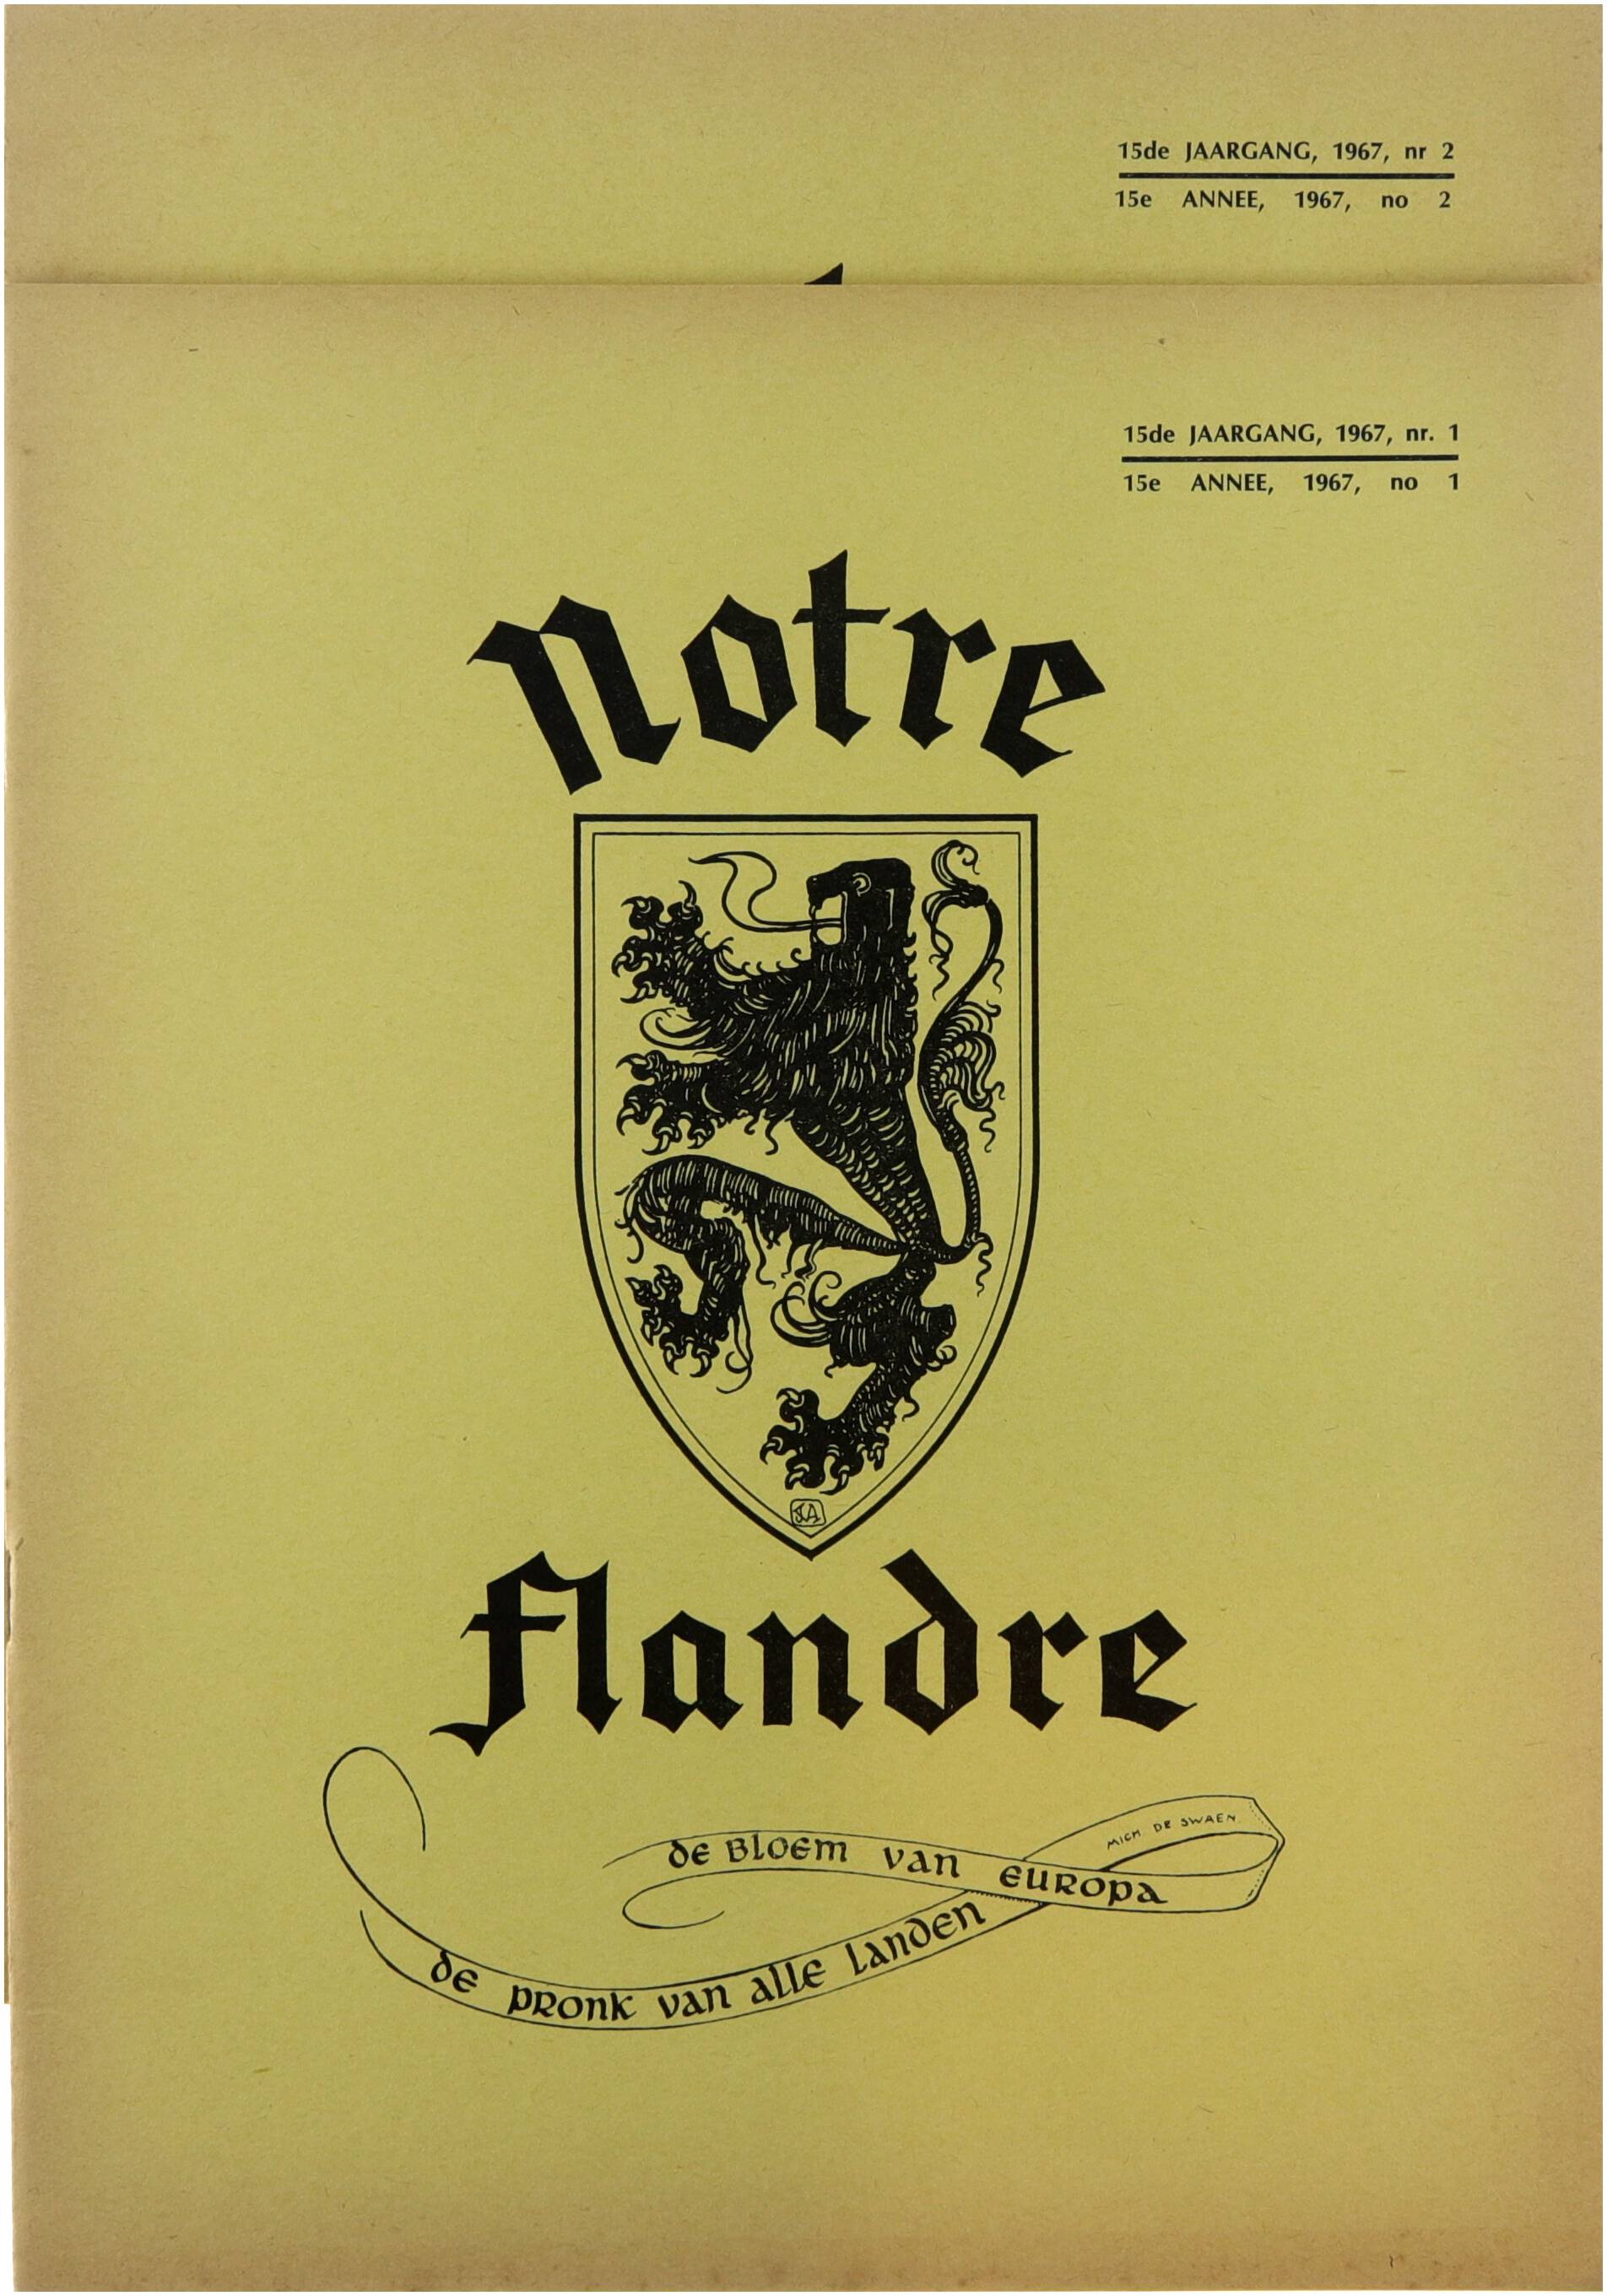 15de JAARGANG, 1967, nr 2
15e ANNEE, 1967, no 2
15de JAARGANG, 1967, nr. 1
15e ANNEE, 1967, no 1
Notre
flandre
MICH DE SWAEN
de BLOEM van EUROPA
de PRONK van alle LANDEN